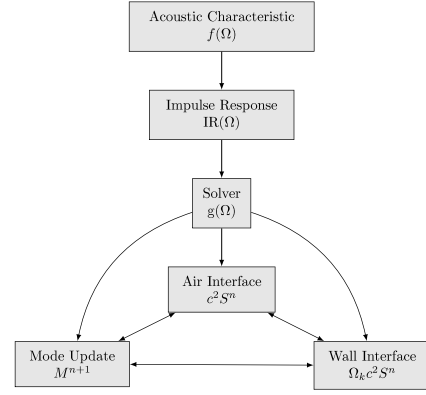 Acoustic Characteristic
f(Ω)
Impulse Response
IR(Ω)
Solver
g(Ω)
Air Interface
c²Sⁿ
Mode Update
Mⁿ⁺¹
Wall Interface
Ωₖc²Sⁿ